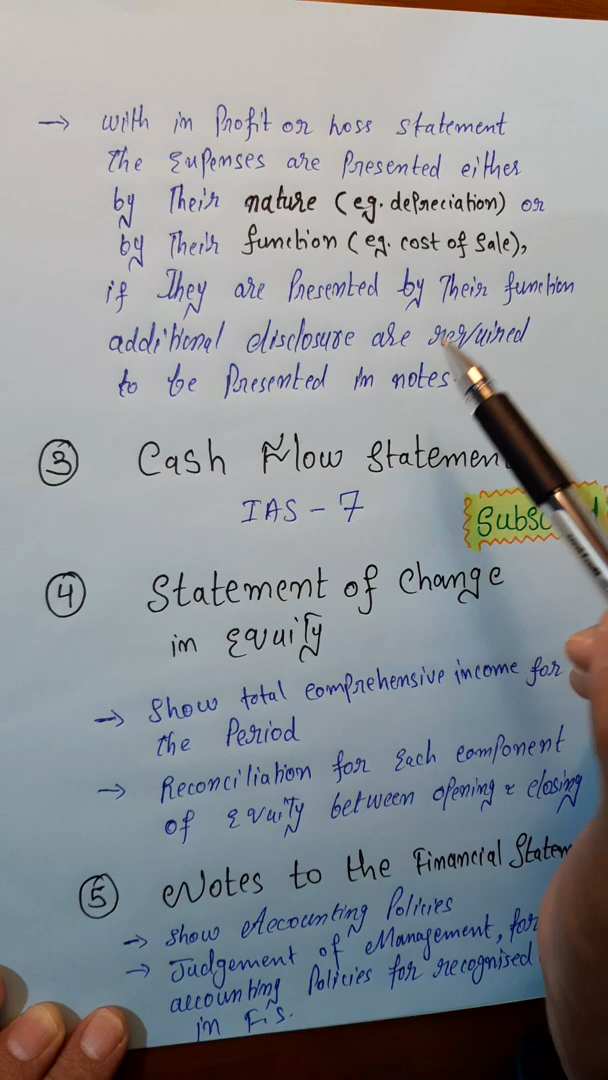 → with in Profit or Loss statement
the Expenses are Presented either
by Their nature (eg. depreciation) or
by Their function (eg. cost of Sale),
if They are Presented by Their function
additional disclosure are required
to be Presented in notes
③ Cash Flow Statemen
IAS - 7
Subsc
④ Statement of Change
in Equity
→ Show total comprehensive income for
the Period
→ Reconciliation for Each component
of Equity between opening & closing
⑤ Notes to the Financial Statem
→ Show Accounting Policies
→ Judgement of Management, for
accounting Policies for recognised
in F.S.